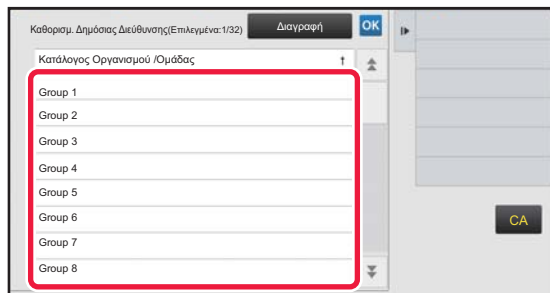 Καθορισμ. Δημόσιας Διεύθυνσης(Επιλεγμένα:1/32)
Διαγραφή
OK
Κατάλογος Οργανισμού /Ομάδας
Group 1
Group 2
Group 3
Group 4
Group 5
Group 6
Group 7
Group 8
CA